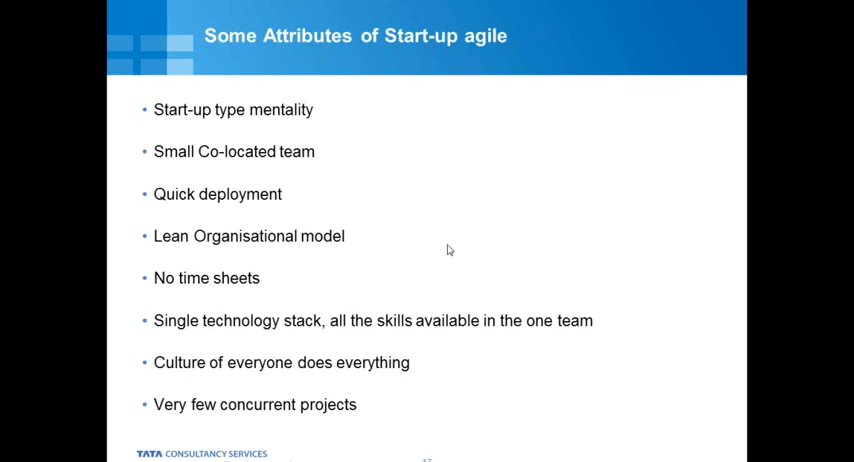 Some Attributes of Start-up agile
• Start-up type mentality
• Small Co-located team
• Quick deployment
• Lean Organisational model
• No time sheets
• Single technology stack, all the skills available in the one team
• Culture of everyone does everything
• Very few concurrent projects
TATA CONSULTANCY SERVICES